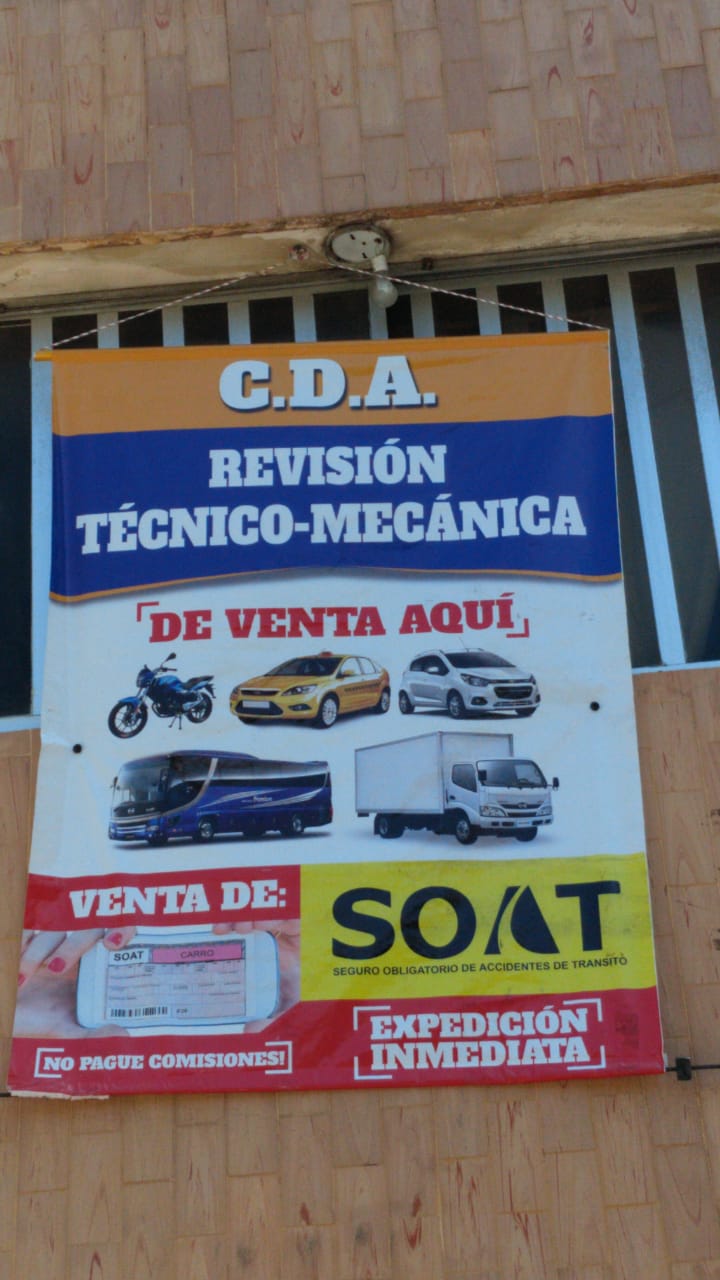 C.D.A.
REVISIÓN
TÉCNICO-MECÁNICA
DE VENTA AQUÍ
VENTA DE:
SOAT
SEGURO OBLIGATORIO DE ACCIDENTES DE TRANSITO
SOAT CARRO
NO PAGUE COMISIONES!
EXPEDICIÓN
INMEDIATA